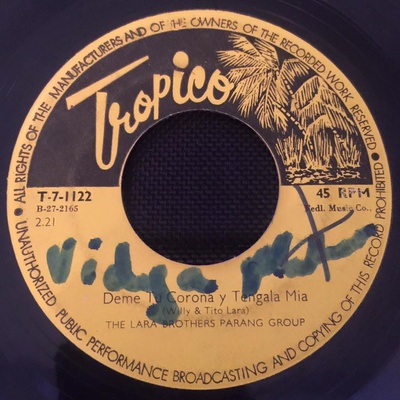 • ALL RIGHTS OF THE MANUFACTURERS AND OF THE OWNERS OF THE RECORDED WORK RESERVED •
Tropico
T-7-1122
B-27-2165
2.21
45 RPM
Kedl. Music Co..
Vidya
Deme Tu Corona y Tengala Mia
(Willy & Tito Lara)
THE LARA BROTHERS PARANG GROUP
UNAUTHORIZED PUBLIC PERFORMANCE BROADCASTING AND COPYING OF THIS RECORD PROHIBITED